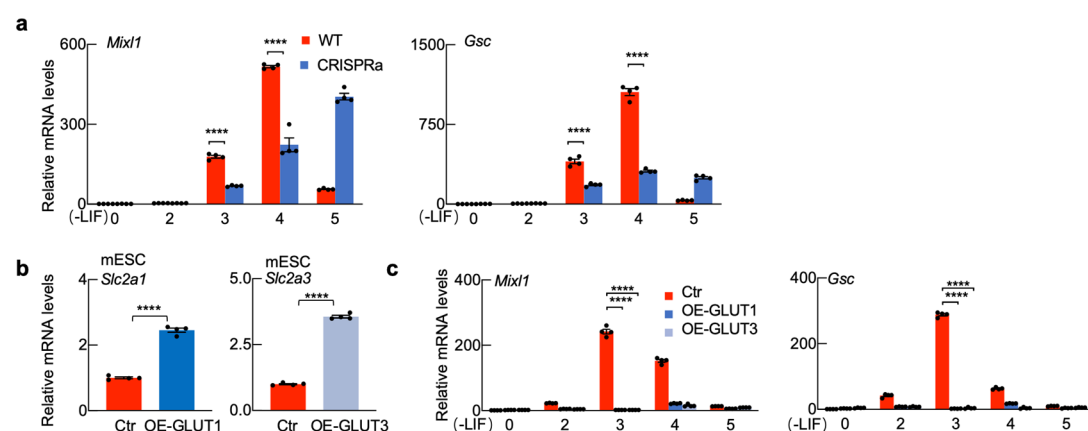 a
Mixl1
WT
CRISPRa
Relative mRNA levels
600
300
0
****
****
(-LIF) 0 2 3 4 5
Gsc
1500
750
0
****
****
(-LIF) 0 2 3 4 5
b
mESC
Slc2a1
Relative mRNA levels
4
2
0
****
Ctr OE-GLUT1
mESC
Slc2a3
5.0
2.5
0.0
****
Ctr OE-GLUT3
c
Mixl1
Relative mRNA levels
400
200
0
****
****
Ctr
OE-GLUT1
OE-GLUT3
(-LIF) 0 2 3 4 5
Gsc
400
200
0
****
****
(-LIF) 0 2 3 4 5